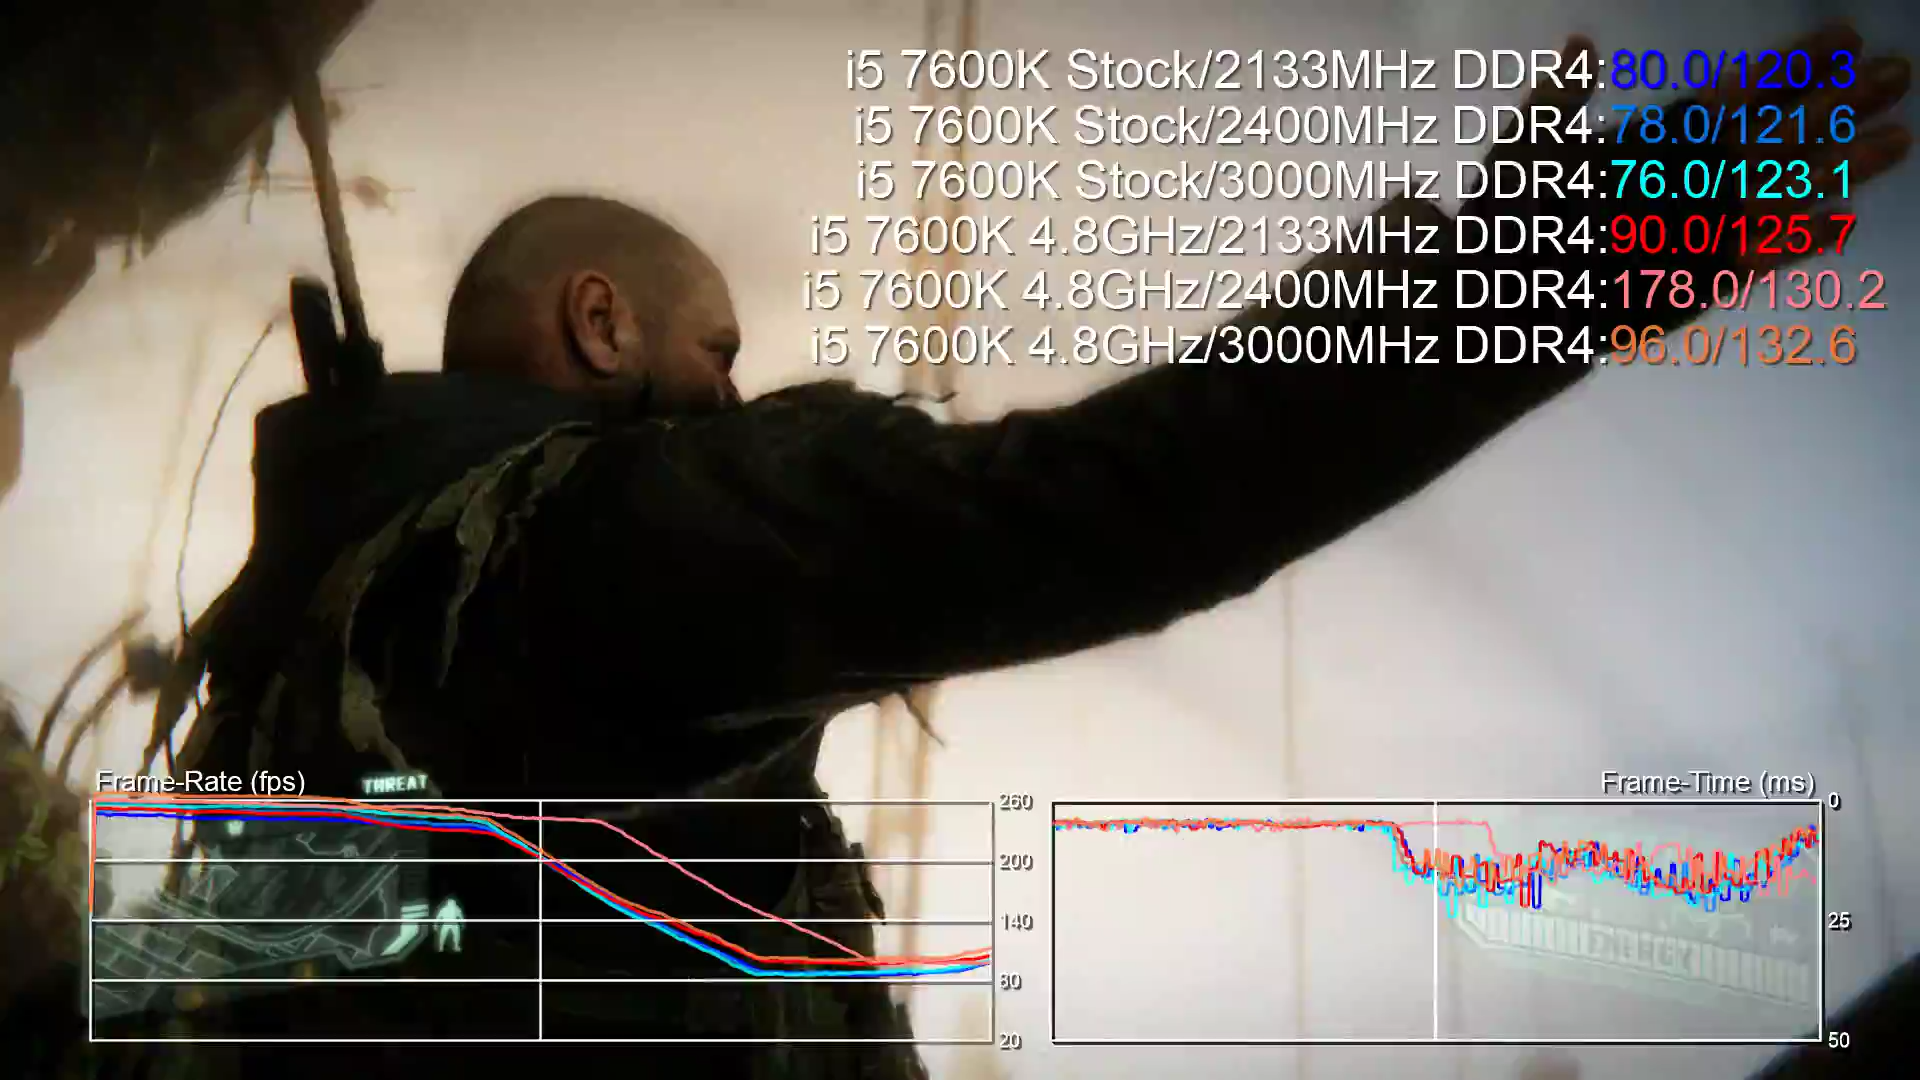 i5 7600K Stock/2133MHz DDR4:80.0/120.3
i5 7600K Stock/2400MHz DDR4:78.0/121.6
i5 7600K Stock/3000MHz DDR4:76.0/123.1
i5 7600K 4.8GHz/2133MHz DDR4:90.0/125.7
i5 7600K 4.8GHz/2400MHz DDR4:178.0/130.2
i5 7600K 4.8GHz/3000MHz DDR4:96.0/132.6
Frame-Rate (fps)
THREAT
260
200
140
80
20
Frame-Time (ms)
0
25
50